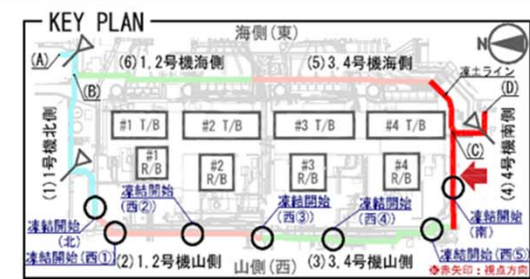 KEY PLAN
海側(東)
N
(A)
(6)1,2号機海側
(5)3,4号機海側
凍土ライン
(B)
(D)
#1 T/B
#2 T/B
#3 T/B
#4 T/B
(1)1号機北側
(C)
(4)4号機南側
#1
R/B
#2
R/B
#3
R/B
#4
R/B
凍結開始
(西②)
凍結開始
(西③)
凍結開始
(西④)
凍結開始
(北)
凍結開始
(南)
凍結開始
(西①)
(2)1,2号機山側
山側(西)
(3)3,4号機山側
凍結開始
(西⑤)
※赤矢印:視点方向